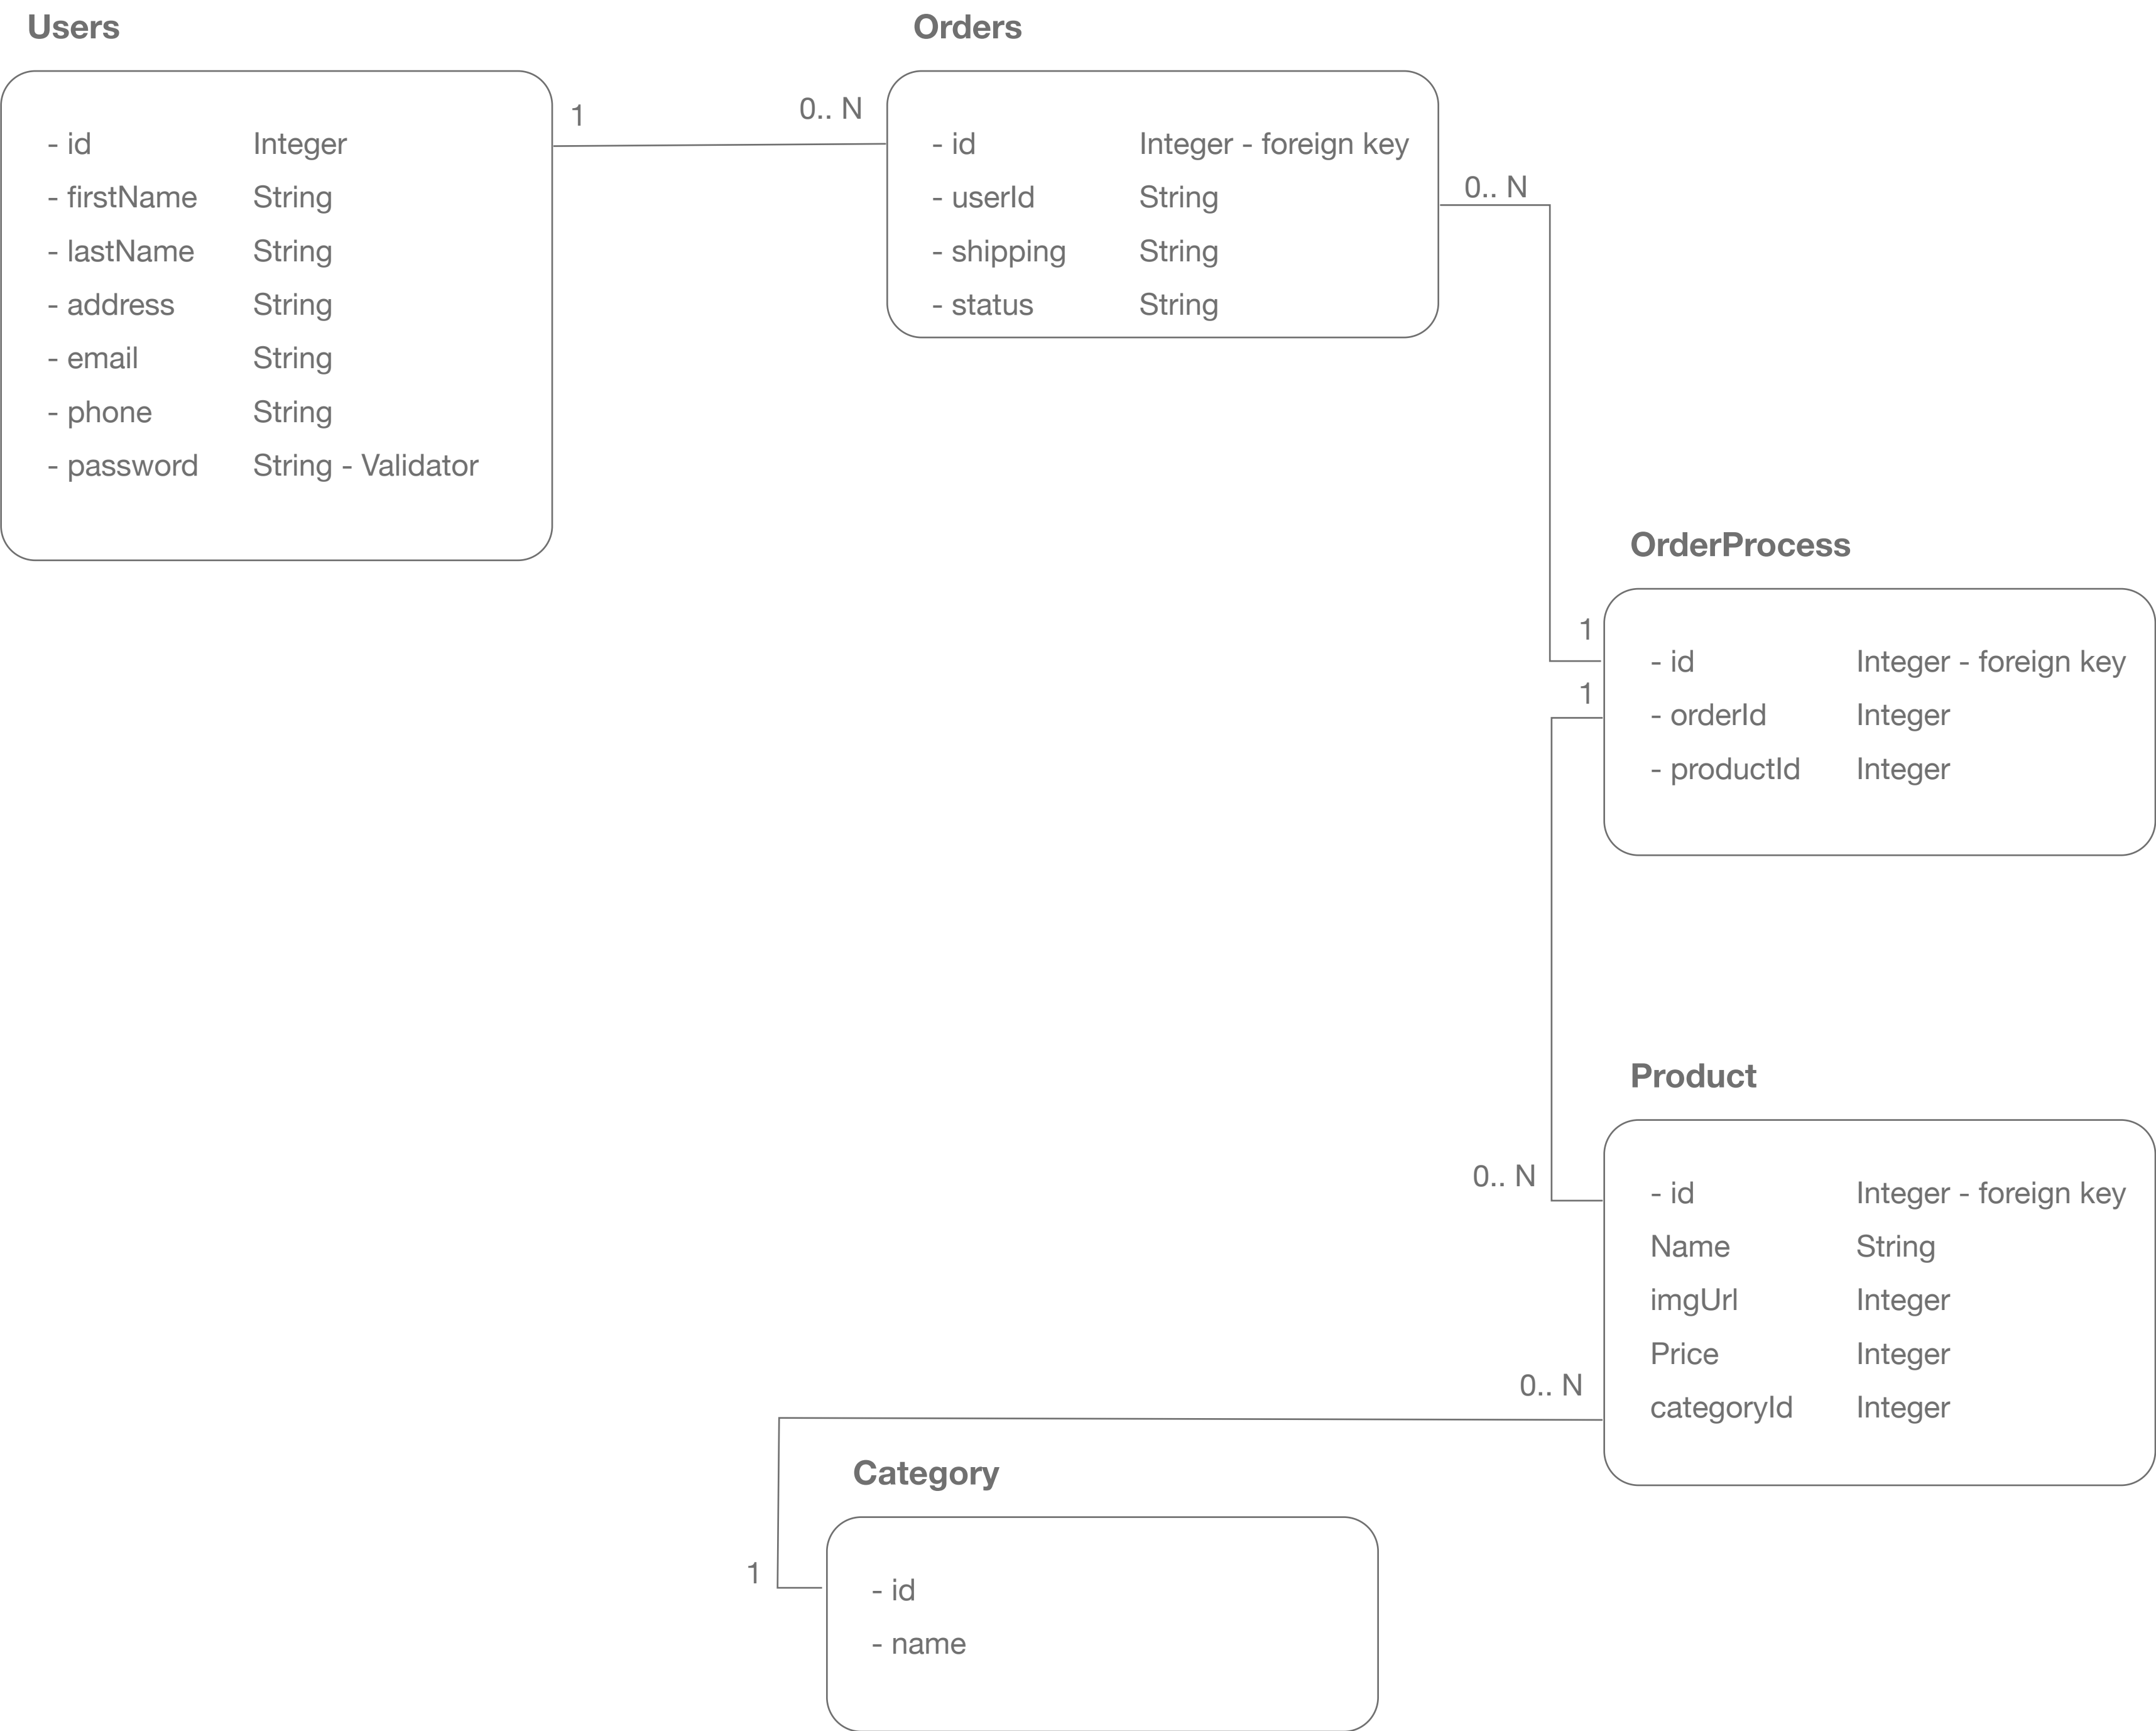 Users
- id Integer
- firstName String
- lastName String
- address String
- email String
- phone String
- password String - Validator
1
0.. N
Orders
- id Integer - foreign key
- userId String
- shipping String
- status String
0.. N
OrderProcess
1
- id Integer - foreign key
1
- orderId Integer
- productId Integer
Product
0.. N
- id Integer - foreign key
Name String
imgUrl Integer
Price Integer
0.. N
categoryId Integer
Category
1
- id
- name